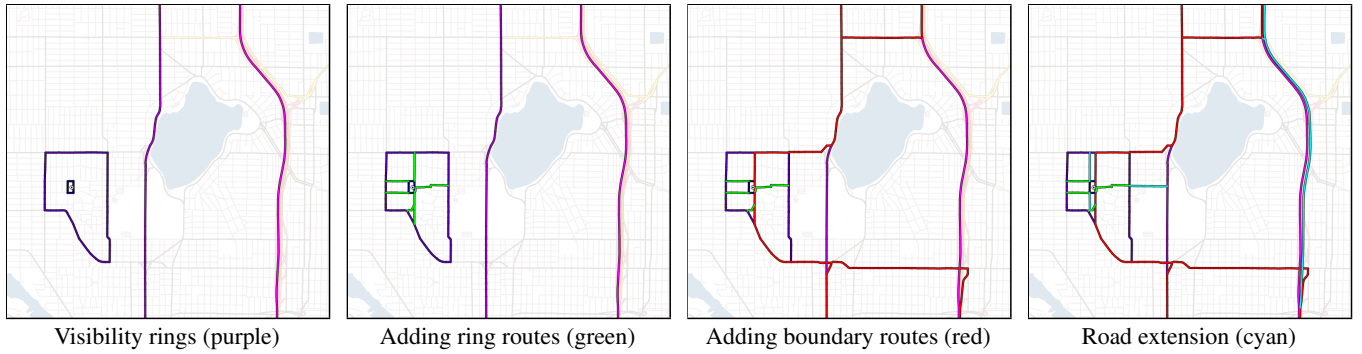 Visibility rings (purple)
Adding ring routes (green)
Adding boundary routes (red)
Road extension (cyan)